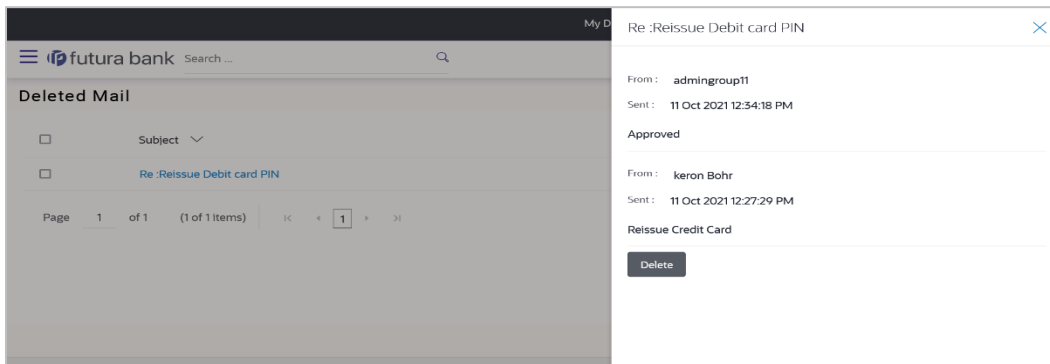 My D
futura bank Search ...
Deleted Mail
Subject
Re :Reissue Debit card PIN
Page 1 of 1 (1 of 1 Items) 1
Re :Reissue Debit card PIN
From : admingroup11
Sent : 11 Oct 2021 12:34:18 PM
Approved
From : keron Bohr
Sent : 11 Oct 2021 12:27:29 PM
Reissue Credit Card
Delete